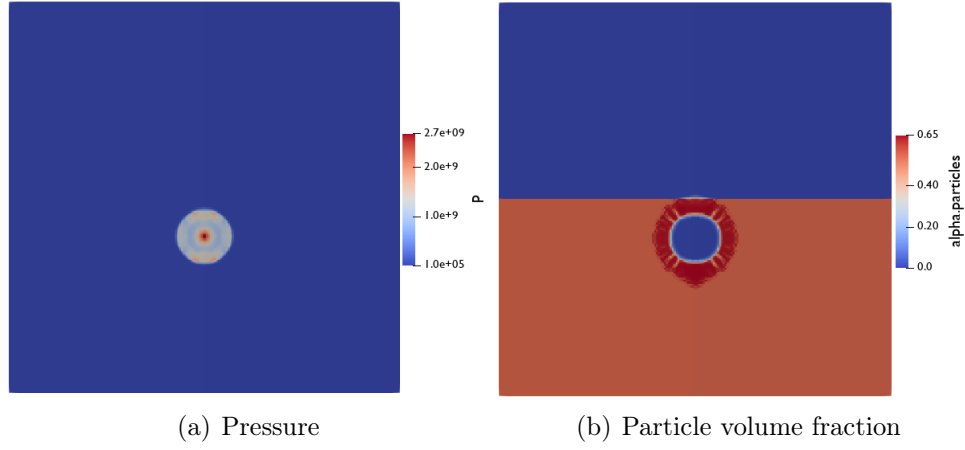 2.7e+09
2.0e+9
1.0e+9
1.0e+05
P
0.65
0.40
0.20
0.0
alpha.particles
(a) Pressure
(b) Particle volume fraction